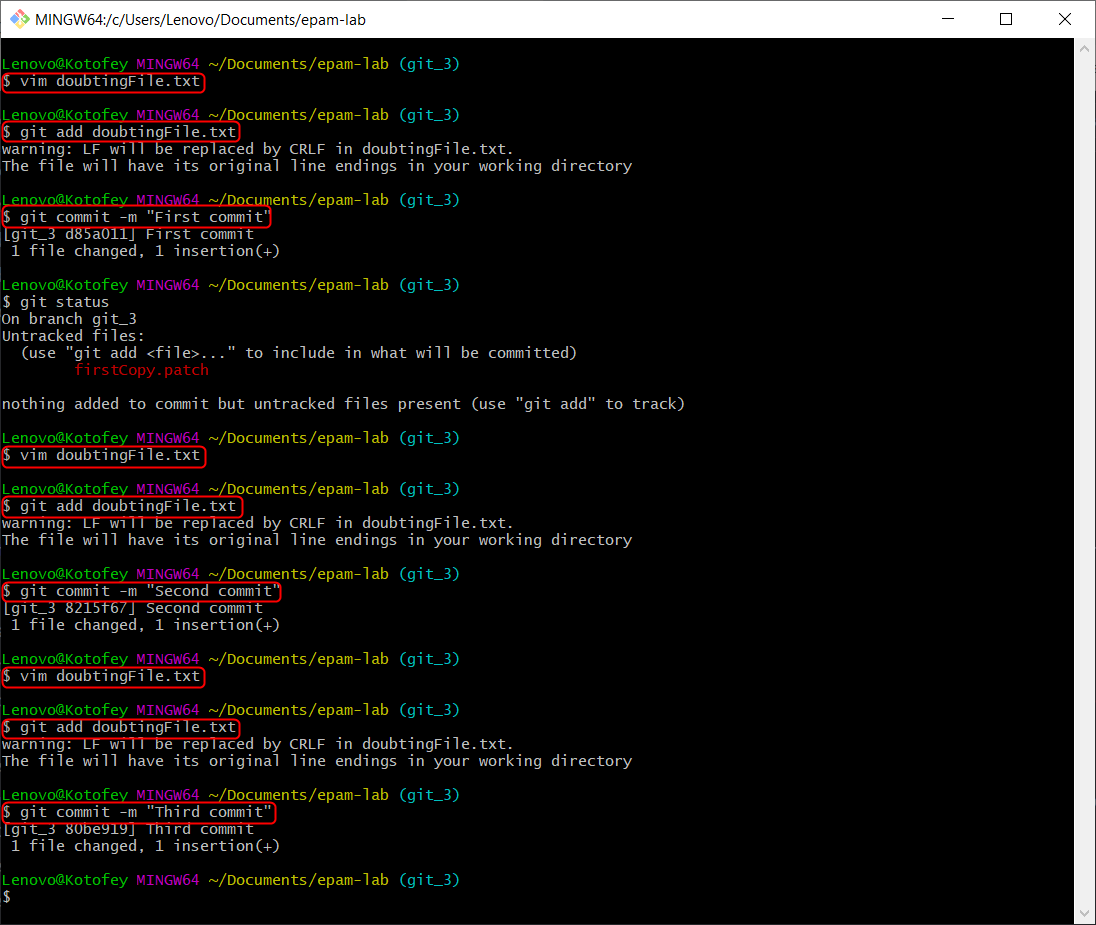 MINGW64:/c/Users/Lenovo/Documents/epam-lab
Lenovo@Kotofey MINGW64 ~/Documents/epam-lab (git_3)
$ vim doubtingFile.txt
Lenovo@Kotofey MINGW64 ~/Documents/epam-lab (git_3)
$ git add doubtingFile.txt
warning: LF will be replaced by CRLF in doubtingFile.txt.
The file will have its original line endings in your working directory
Lenovo@Kotofey MINGW64 ~/Documents/epam-lab (git_3)
$ git commit -m "First commit"
[git_3 d85a011] First commit
 1 file changed, 1 insertion(+)
Lenovo@Kotofey MINGW64 ~/Documents/epam-lab (git_3)
$ git status
On branch git_3
Untracked files:
  (use "git add <file>..." to include in what will be committed)
        firstCopy.patch
nothing added to commit but untracked files present (use "git add" to track)
Lenovo@Kotofey MINGW64 ~/Documents/epam-lab (git_3)
$ vim doubtingFile.txt
Lenovo@Kotofey MINGW64 ~/Documents/epam-lab (git_3)
$ git add doubtingFile.txt
warning: LF will be replaced by CRLF in doubtingFile.txt.
The file will have its original line endings in your working directory
Lenovo@Kotofey MINGW64 ~/Documents/epam-lab (git_3)
$ git commit -m "Second commit"
[git_3 8215f67] Second commit
 1 file changed, 1 insertion(+)
Lenovo@Kotofey MINGW64 ~/Documents/epam-lab (git_3)
$ vim doubtingFile.txt
Lenovo@Kotofey MINGW64 ~/Documents/epam-lab (git_3)
$ git add doubtingFile.txt
warning: LF will be replaced by CRLF in doubtingFile.txt.
The file will have its original line endings in your working directory
Lenovo@Kotofey MINGW64 ~/Documents/epam-lab (git_3)
$ git commit -m "Third commit"
[git_3 80be919] Third commit
 1 file changed, 1 insertion(+)
Lenovo@Kotofey MINGW64 ~/Documents/epam-lab (git_3)
$